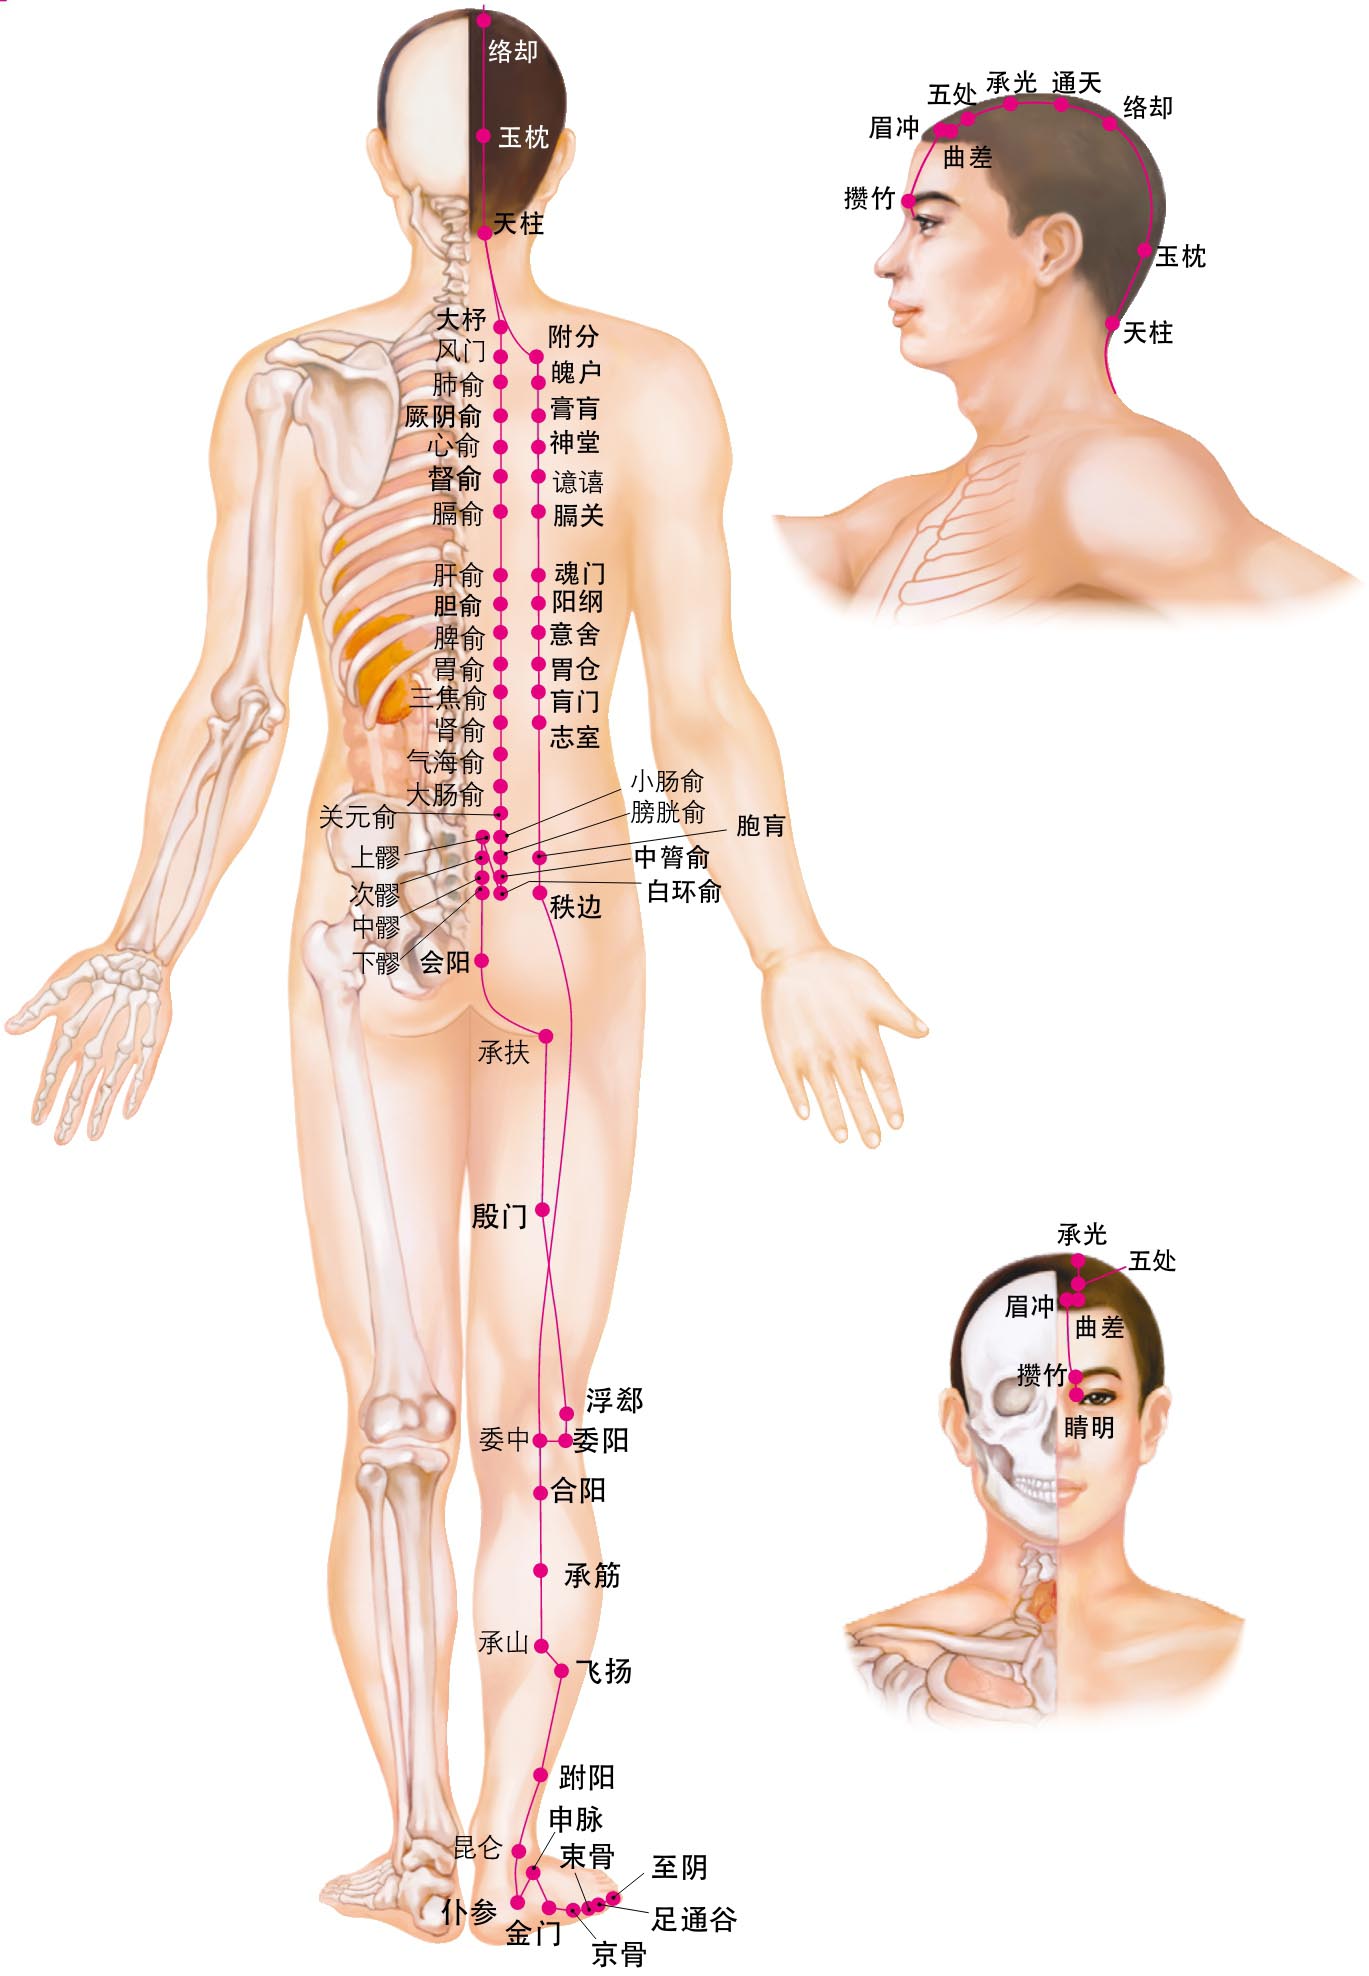 络却
玉枕
天柱
大杼
风门
肺俞
厥阴俞
心俞
督俞
膈俞
肝俞
胆俞
脾俞
胃俞
三焦俞
肾俞
气海俞
大肠俞
关元俞
上髎
次髎
中髎
下髎
会阳
附分
魄户
膏肓
神堂
谚譆
膈关
魂门
阳纲
意舍
胃仓
肓门
志室
小肠俞
膀胱俞
胞肓
中膂俞
白环俞
秩边
承扶
殷门
浮郄
委中
委阳
合阳
承筋
承山
飞扬
跗阳
申脉
昆仑
束骨
至阴
仆参
金门
足通谷
京骨
五处
承光
通天
络却
眉冲
曲差
攒竹
玉枕
天柱
承光
五处
眉冲
曲差
攒竹
睛明